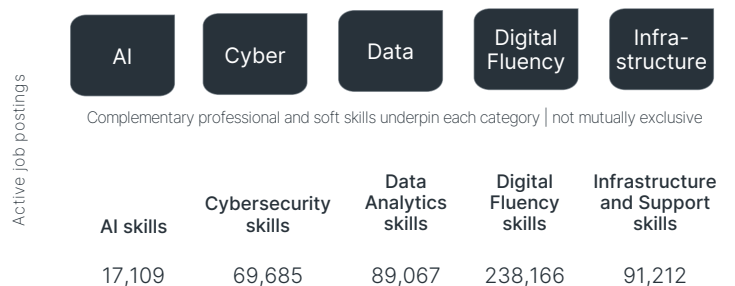 AI
Cyber
Data
Digital
Fluency
Infra-
structure
Complementary professional and soft skills underpin each category | not mutually exclusive
Active job postings
AI skills
Cybersecurity
skills
Data
Analytics
skills
Digital
Fluency
skills
Infrastructure
and Support
skills
17,109
69,685
89,067
238,166
91,212